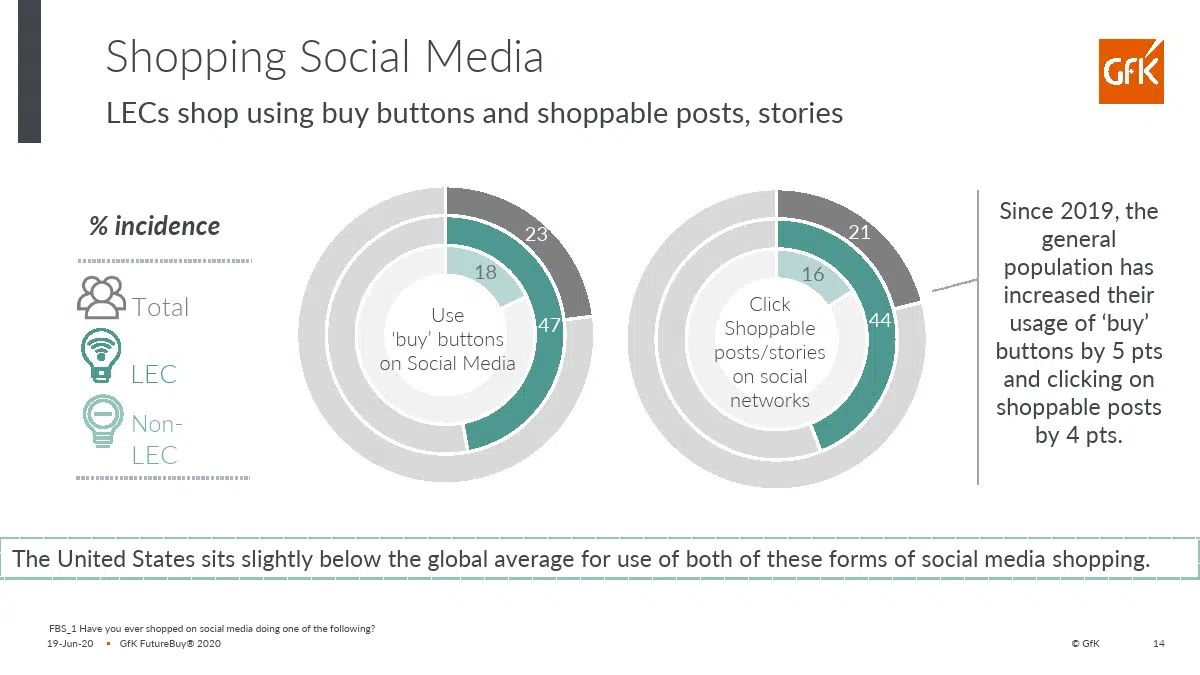 Shopping Social Media
LECs shop using buy buttons and shoppable posts, stories
GfK
% incidence
Total
LEC
Non-
LEC
23
47
18
Use
‘buy’ buttons
on Social Media
21
44
16
Click
Shoppable
posts/stories
on social
networks
Since 2019, the
general
population has
increased their
usage of ‘buy’
buttons by 5 pts
and clicking on
shoppable posts
by 4 pts.
The United States sits slightly below the global average for use of both of these forms of social media shopping.
FBS_1 Have you ever shopped on social media doing one of the following?
19-Jun-20 • GfK FutureBuy® 2020
© GfK 14